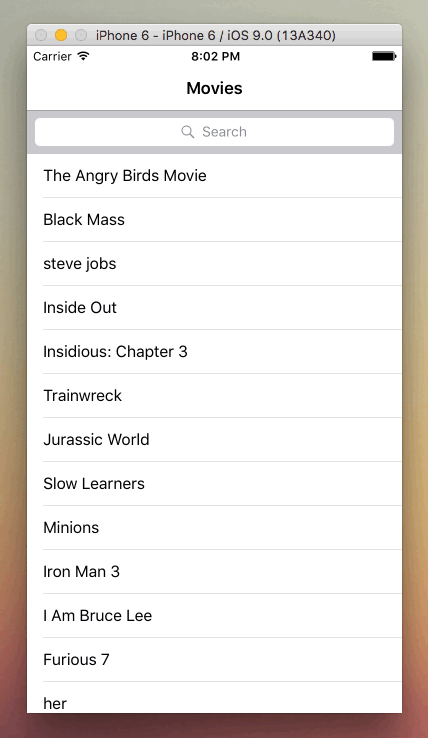 iPhone 6 - iPhone 6 / iOS 9.0 (13A340)
Carrier 8:02 PM
Movies
Search
The Angry Birds Movie
Black Mass
steve jobs
Inside Out
Insidious: Chapter 3
Trainwreck
Jurassic World
Slow Learners
Minions
Iron Man 3
I Am Bruce Lee
Furious 7
her